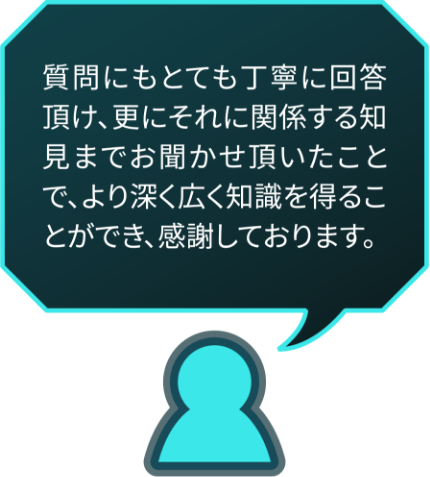 質問にもとても丁寧に回答
頂け、更にそれに関係する知
見までお聞かせ頂いたこと
で、より深く広く知識を得るこ
とができ、感謝しております。